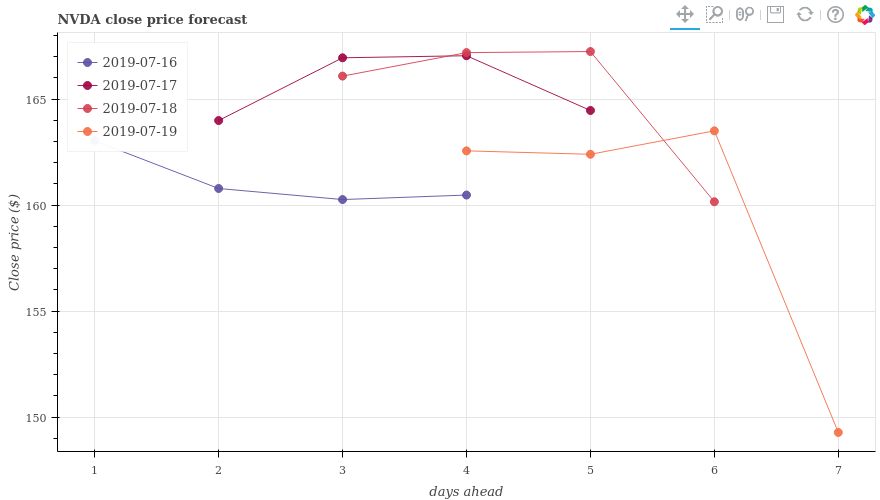 NVDA close price forecast
2019-07-16
2019-07-17
2019-07-18
2019-07-19
Close price ($)
165
160
155
150
1 2 3 4 5 6 7
days ahead